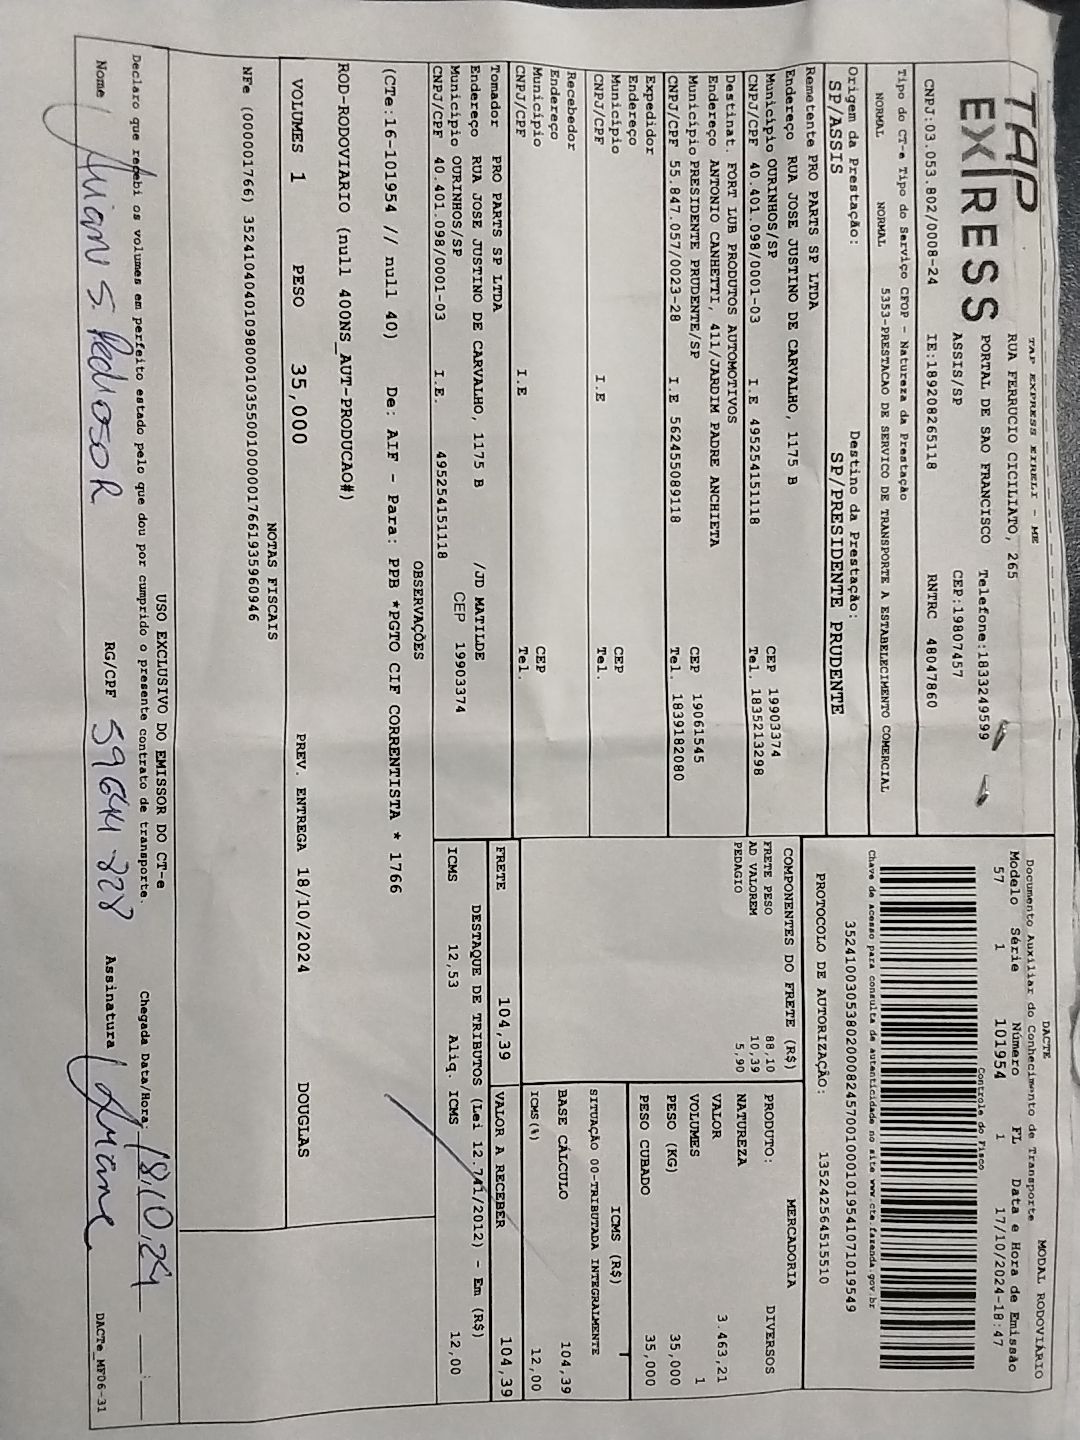 TAP EXPRESS
TAP EXPRESS EIRELI - ME
RUA FERRUCIO CICILIATO, 265
PORTAL DE SAO FRANCISCO Telefone:1833249599
ASSIS/SP CEP:19807457
CNPJ:03.053.802/0008-24 IE:189208265118 RNTRC 48047860
DACTE MODAL RODOVIÁRIO
Documento Auxiliar do Conhecimento de Transporte
Modelo Série Número FL Data e Hora de Emissão
57 1 101954 1 17/10/2024-18:47
Controle do Fisco
Chave de acesso para consulta de autenticidade no site www.cte.fazenda.gov.br
35241003053802000824570010001019541071019549
PROTOCOLO DE AUTORIZAÇÃO: 135242564515510
Tipo do CT-e Tipo do Serviço CFOP - Natureza da Prestação
NORMAL NORMAL 5353-PRESTACAO DE SERVICO DE TRANSPORTE A ESTABELECIMENTO COMERCIAL
Origem da Prestação: Destino da Prestação:
SP/ASSIS SP/PRESIDENTE PRUDENTE
Remetente PRO PARTS SP LTDA
Endereço RUA JOSE JUSTINO DE CARVALHO, 1175 B
Município OURINHOS/SP CEP 19903374
CNPJ/CPF 40.401.098/0001-03 I.E 495254151118 Tel. 1835213298
Destinat. FORT LUB PRODUTOS AUTOMOTIVOS
Endereço ANTONIO CANHETTI, 411/JARDIM PADRE ANCHIETA
Município PRESIDENTE PRUDENTE/SP CEP 19061545
CNPJ/CPF 55.847.057/0023-28 I.E 562455089118 Tel. 1839182080
Expedidor
Endereço
Município CEP
CNPJ/CPF I.E Tel.
Recebedor
Endereço
Município CEP
CNPJ/CPF I.E Tel.
Tomador PRO PARTS SP LTDA
Endereço RUA JOSE JUSTINO DE CARVALHO, 1175 B /JD MATILDE
Município OURINHOS/SP CEP 19903374
CNPJ/CPF 40.401.098/0001-03 I.E. 495254151118
COMPONENTES DO FRETE (R$)
FRETE PESO 88,10
AD VALOREM 10,39
PEDAGIO 5,90
MERCADORIA
PRODUTO: DIVERSOS
NATUREZA
VALOR 3.463,21
VOLUMES 1
PESO (KG) 35,000
PESO CUBADO 35,000
ICMS (R$)
SITUAÇÃO 00-TRIBUTADA INTEGRALMENTE
BASE CÁLCULO 104,39
ICMS(%) 12,00
FRETE 104,39 VALOR A RECEBER 104,39
DESTAQUE DE TRIBUTOS (Lei 12.741/2012) - Em (R$)
ICMS 12,53 Aliq. ICMS 12,00
OBSERVAÇÕES
(CTe:16-101954 // null 40) De: AIF - Para: PPB *PGTO CIF CORRENTISTA * 1766
ROD-RODOVIARIO (null 400NS_AUT-PRODUCAO#)
VOLUMES 1 PESO 35,000 PREV. ENTREGA 18/10/2024 DOUGLAS
NOTAS FISCAIS
NFe (000001766) 35241040401098000103550010000017661935960946
USO EXCLUSIVO DO EMISSOR DO CT-e
Declaro que recebi os volumes em perfeito estado pelo que dou por cumprido o presente contrato de transporte. Chegada Data/Hora: 18.10.24 __:__
Nome S. Pedroso R RG/CPF 59641228 Assinatura
DACTe_MF06-31